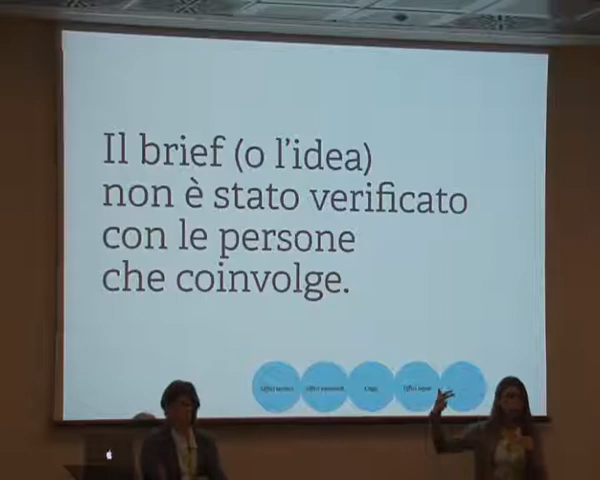 Il brief (o l'idea)
non è stato verificato
con le persone
che coinvolge.